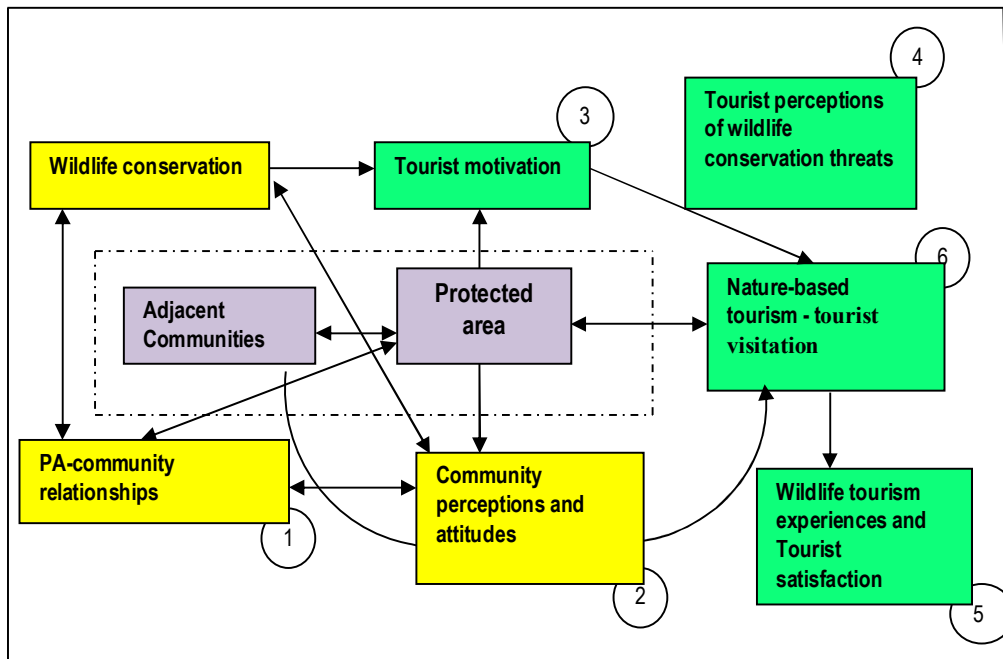 4
Tourist perceptions
of wildlife
conservation threats
3
Wildlife conservation
Tourist motivation
6
Nature-based
tourism - tourist
visitation
Protected
area
Adjacent
Communities
PA-community
relationships
1
Community
perceptions and
attitudes
2
Wildlife tourism
experiences and
Tourist
satisfaction
5